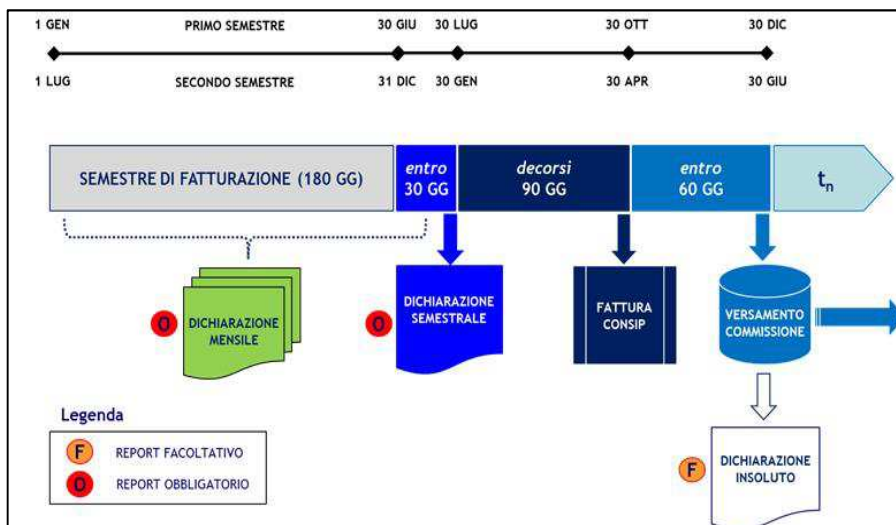 1 GEN PRIMO SEMESTRE 30 GIU 30 LUG 30 OTT 30 DIC
1 LUG SECONDO SEMESTRE 31 DIC 30 GEN 30 APR 30 GIU
SEMESTRE DI FATTURAZIONE (180 GG)
entro
30 GG
decorsi
90 GG
entro
60 GG
tn
O
DICHIARAZIONE
MENSILE
O
DICHIARAZIONE
SEMESTRALE
FATTURA
CONSIP
VERSAMENTO
COMMISSIONE
Legenda
F REPORT FACOLTATIVO
O REPORT OBBLIGATORIO
F
DICHIARAZIONE
INSOLUTO